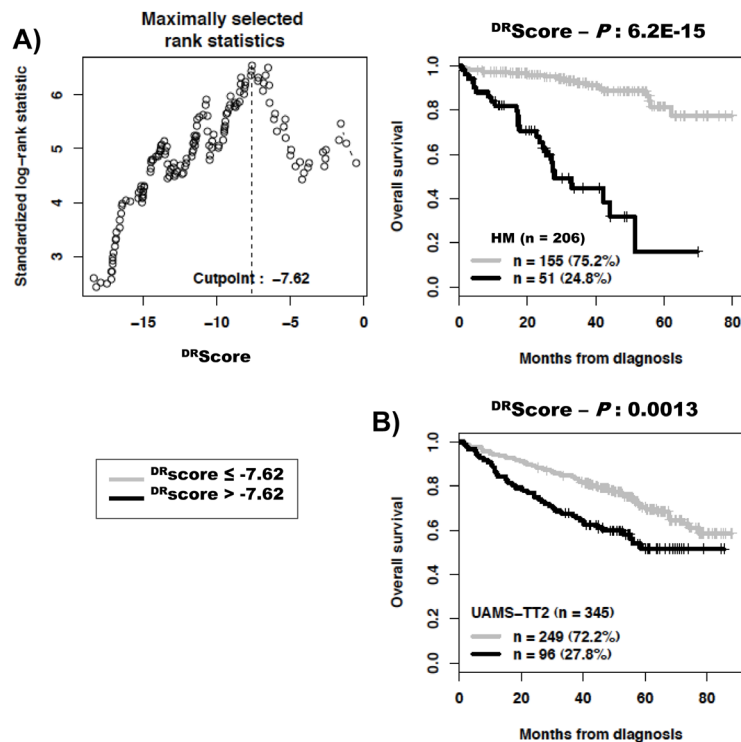 A)
Maximally selected
rank statistics
Standardized log-rank statistic
6
5
4
3
Cutpoint : −7.62
−15
−10
−5
0
DRScore
DRScore – P : 6.2E-15
Overall survival
1.0
0.8
0.6
0.4
0.2
0.0
HM (n = 206)
n = 155 (75.2%)
n = 51 (24.8%)
0
20
40
60
80
Months from diagnosis
DRscore ≤ -7.62
DRscore > -7.62
B)
DRScore – P : 0.0013
Overall survival
1.0
0.8
0.6
0.4
0.2
0.0
UAMS−TT2 (n = 345)
n = 249 (72.2%)
n = 96 (27.8%)
0
20
40
60
80
Months from diagnosis